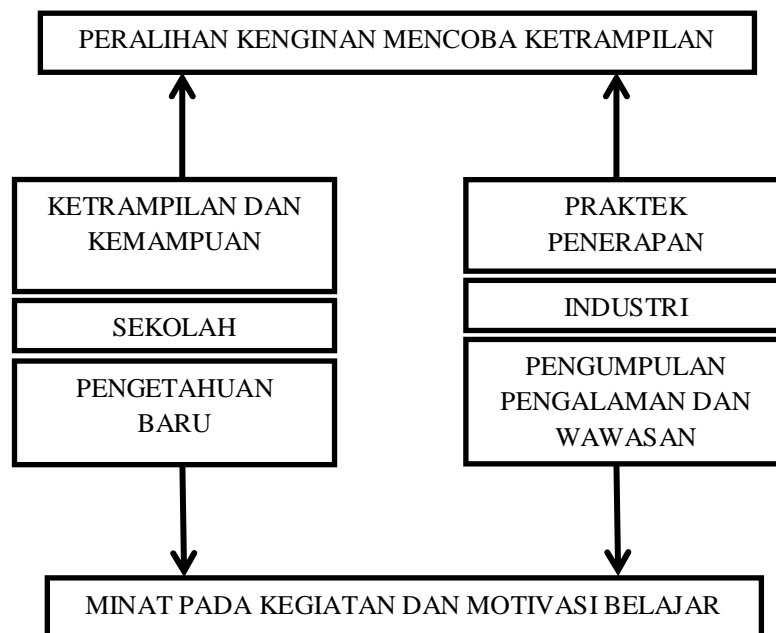 PERALIHAN KENGINAN MENCOBA KETRAMPILAN
KETRAMPILAN DAN
KEMAMPUAN
SEKOLAH
PENGETAHUAN
BARU
PRAKTEK
PENERAPAN
INDUSTRI
PENGUMPULAN
PENGALAMAN DAN
WAWASAN
MINAT PADA KEGIATAN DAN MOTIVASI BELAJAR